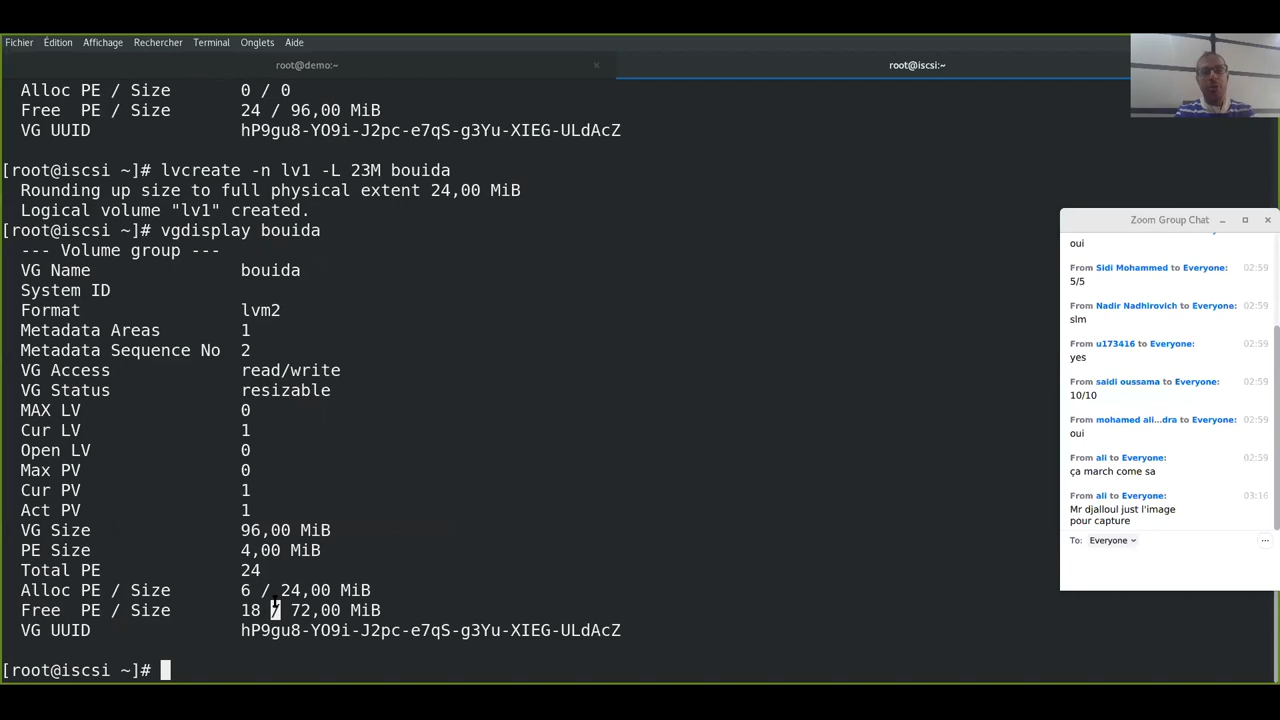 Fichier Édition Affichage Rechercher Terminal Onglets Aide
root@demo:~ × root@iscsi:~
Alloc PE / Size 0 / 0
Free PE / Size 24 / 96,00 MiB
VG UUID hP9gu8-YO9i-J2pc-e7qS-g3Yu-XIEG-ULdAcZ
[root@iscsi ~]# lvcreate -n lv1 -L 23M bouida
Rounding up size to full physical extent 24,00 MiB
Logical volume "lv1" created.
[root@iscsi ~]# vgdisplay bouida
--- Volume group ---
VG Name bouida
System ID
Format lvm2
Metadata Areas 1
Metadata Sequence No 2
VG Access read/write
VG Status resizable
MAX LV 0
Cur LV 1
Open LV 0
Max PV 0
Cur PV 1
Act PV 1
VG Size 96,00 MiB
PE Size 4,00 MiB
Total PE 24
Alloc PE / Size 6 / 24,00 MiB
Free PE / Size 18 / 72,00 MiB
VG UUID hP9gu8-YO9i-J2pc-e7qS-g3Yu-XIEG-ULdAcZ
[root@iscsi ~]#
Zoom Group Chat
oui
From Sidi Mohammed to Everyone: 02:59
5/5
From Nadir Nadhirovich to Everyone: 02:59
slm
From u173416 to Everyone: 02:59
yes
From saidi oussama to Everyone: 02:59
10/10
From mohamed ali...dra to Everyone: 02:59
oui
From ali to Everyone: 02:59
ça march come sa
From ali to Everyone: 03:16
Mr djalloul just l'image
pour capture
To: Everyone